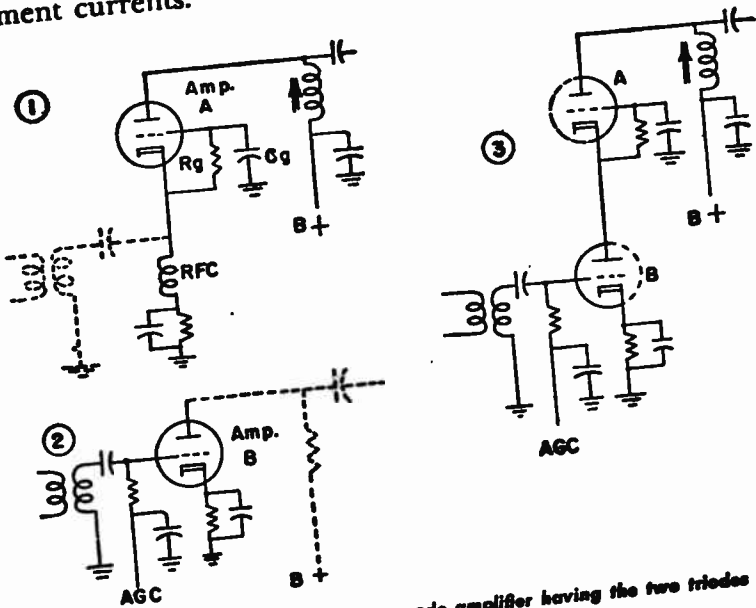 ment currents.
1
Amp.
A
Rg
Cg
B+
RFC
2
Amp.
B
AGC
B+
3
A
B+
B
AGC
amplifier having the two triodes